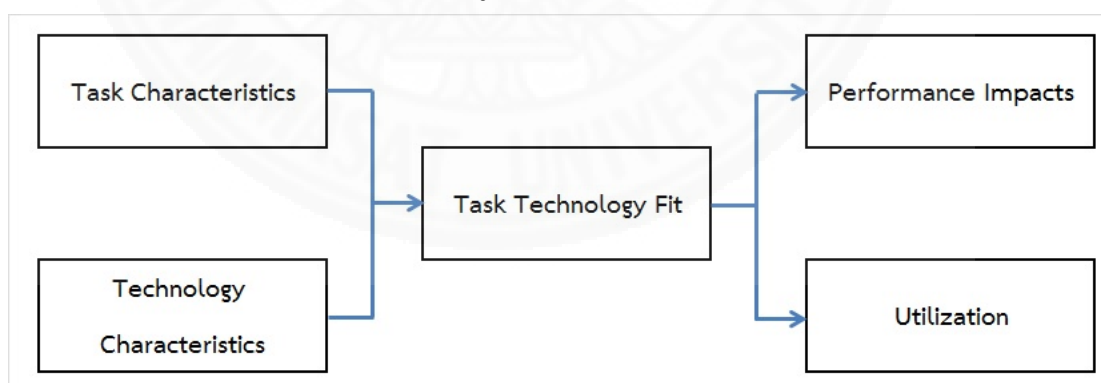 Task Characteristics
Technology
Characteristics
Task Technology Fit
Performance Impacts
Utilization